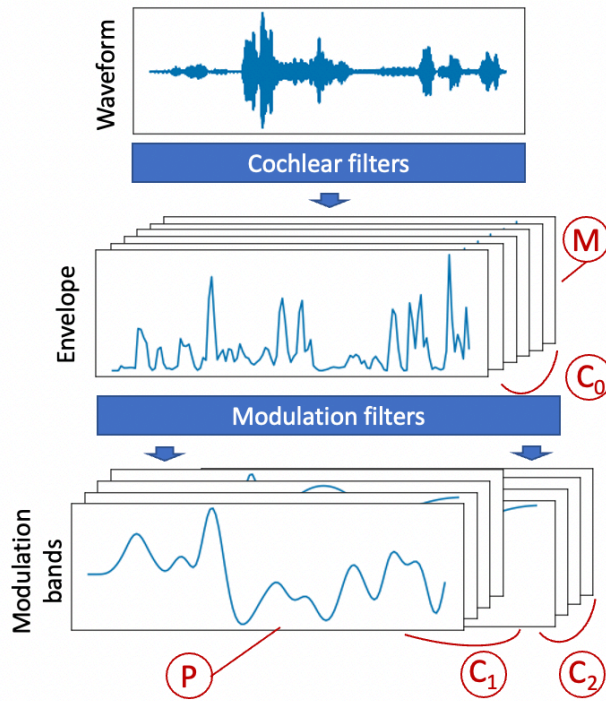 Waveform
Cochlear filters
Envelope
M
C₀
Modulation filters
Modulation
bands
P
C₁
C₂